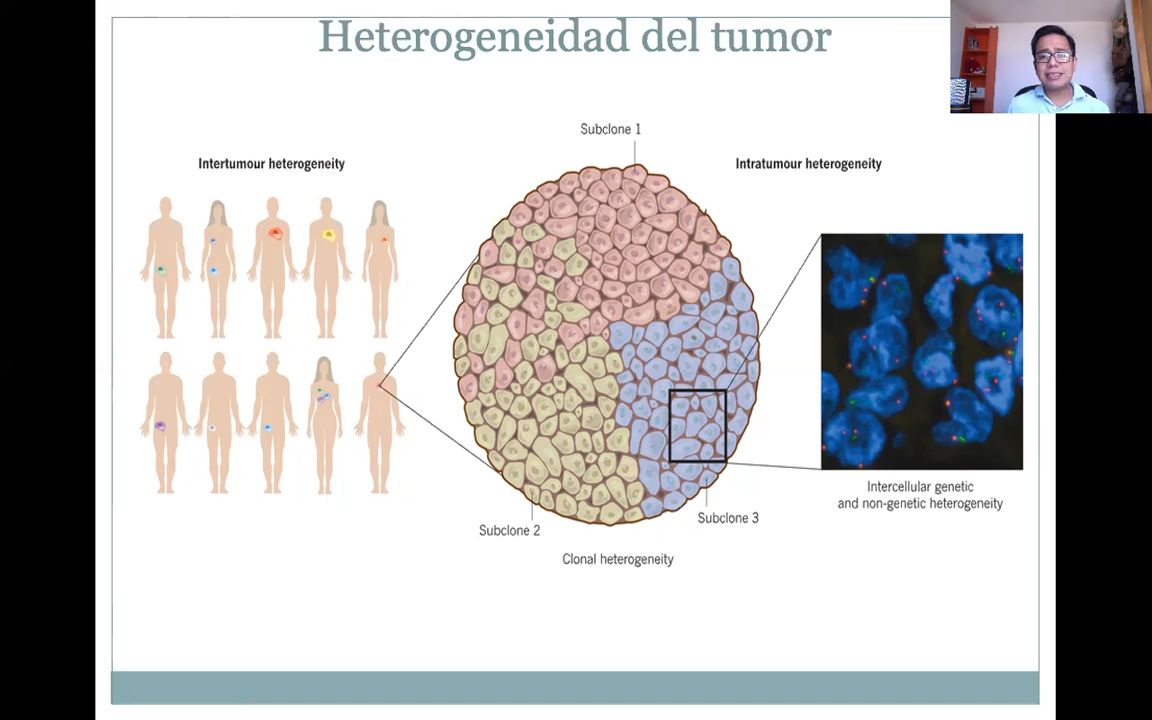 Heterogeneidad del tumor
Subclone 1
Intertumour heterogeneity
Intratumour heterogeneity
Intercellular genetic
and non-genetic heterogeneity
Subclone 3
Subclone 2
Clonal heterogeneity